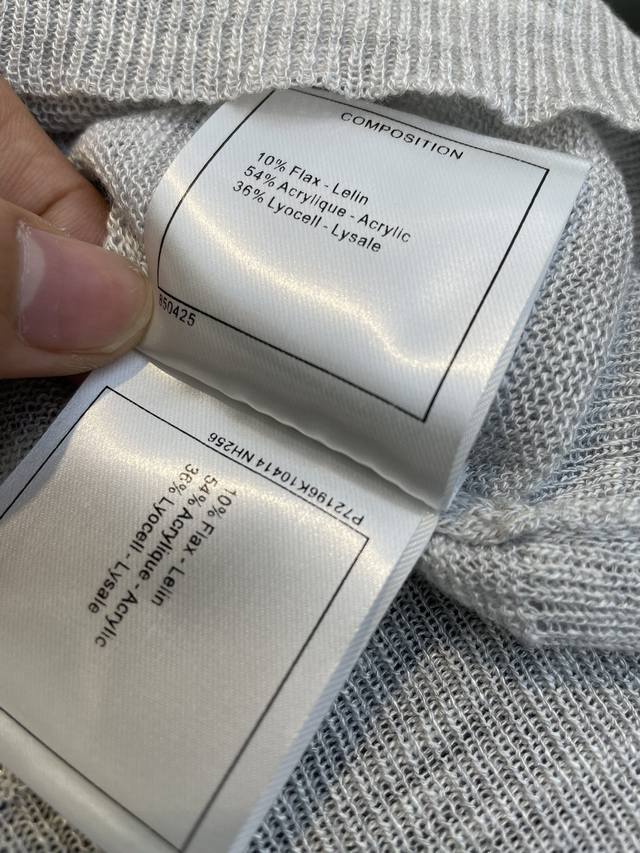 COMPOSITION
10% Flax - Lelin
54% Acrylique - Acrylic
36% Lyocell - Lysale
850425
P72196K10414 NH256
10% Flax - Lelin
54% Acrylique - Acrylic
36% Lyocell - Lysale